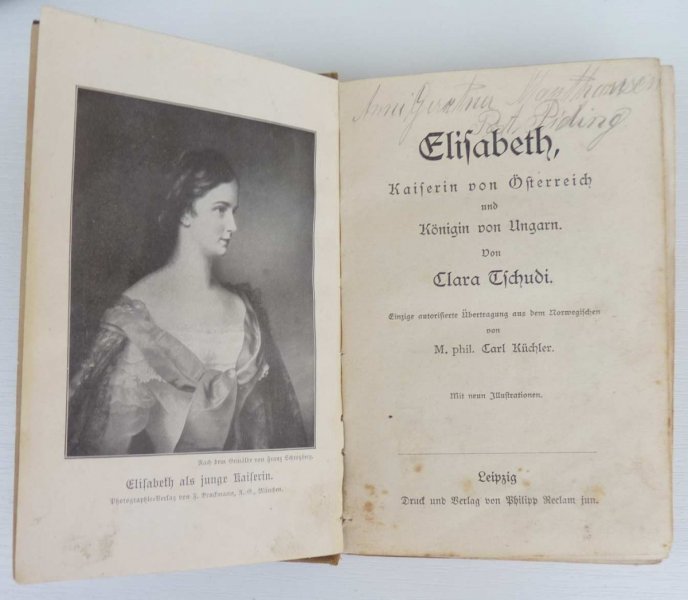 Nach dem Gemälde von Franz Schrotzberg.
Eliſabeth als junge Kaiſerin.
Photographie-Verlag von F. Bruckmann, A.-G., München.
Piding
Eliſabeth,
Kaiſerin von Öſterreich
und
Königin von Ungarn.
Von
Clara Tſchudi.
Einzige autoriſierte Übertragung aus dem Norwegiſchen
von
M. phil. Carl Küchler.
Mit neun Illuſtrationen.
Leipzig
Druck und Verlag von Philipp Reclam jun.